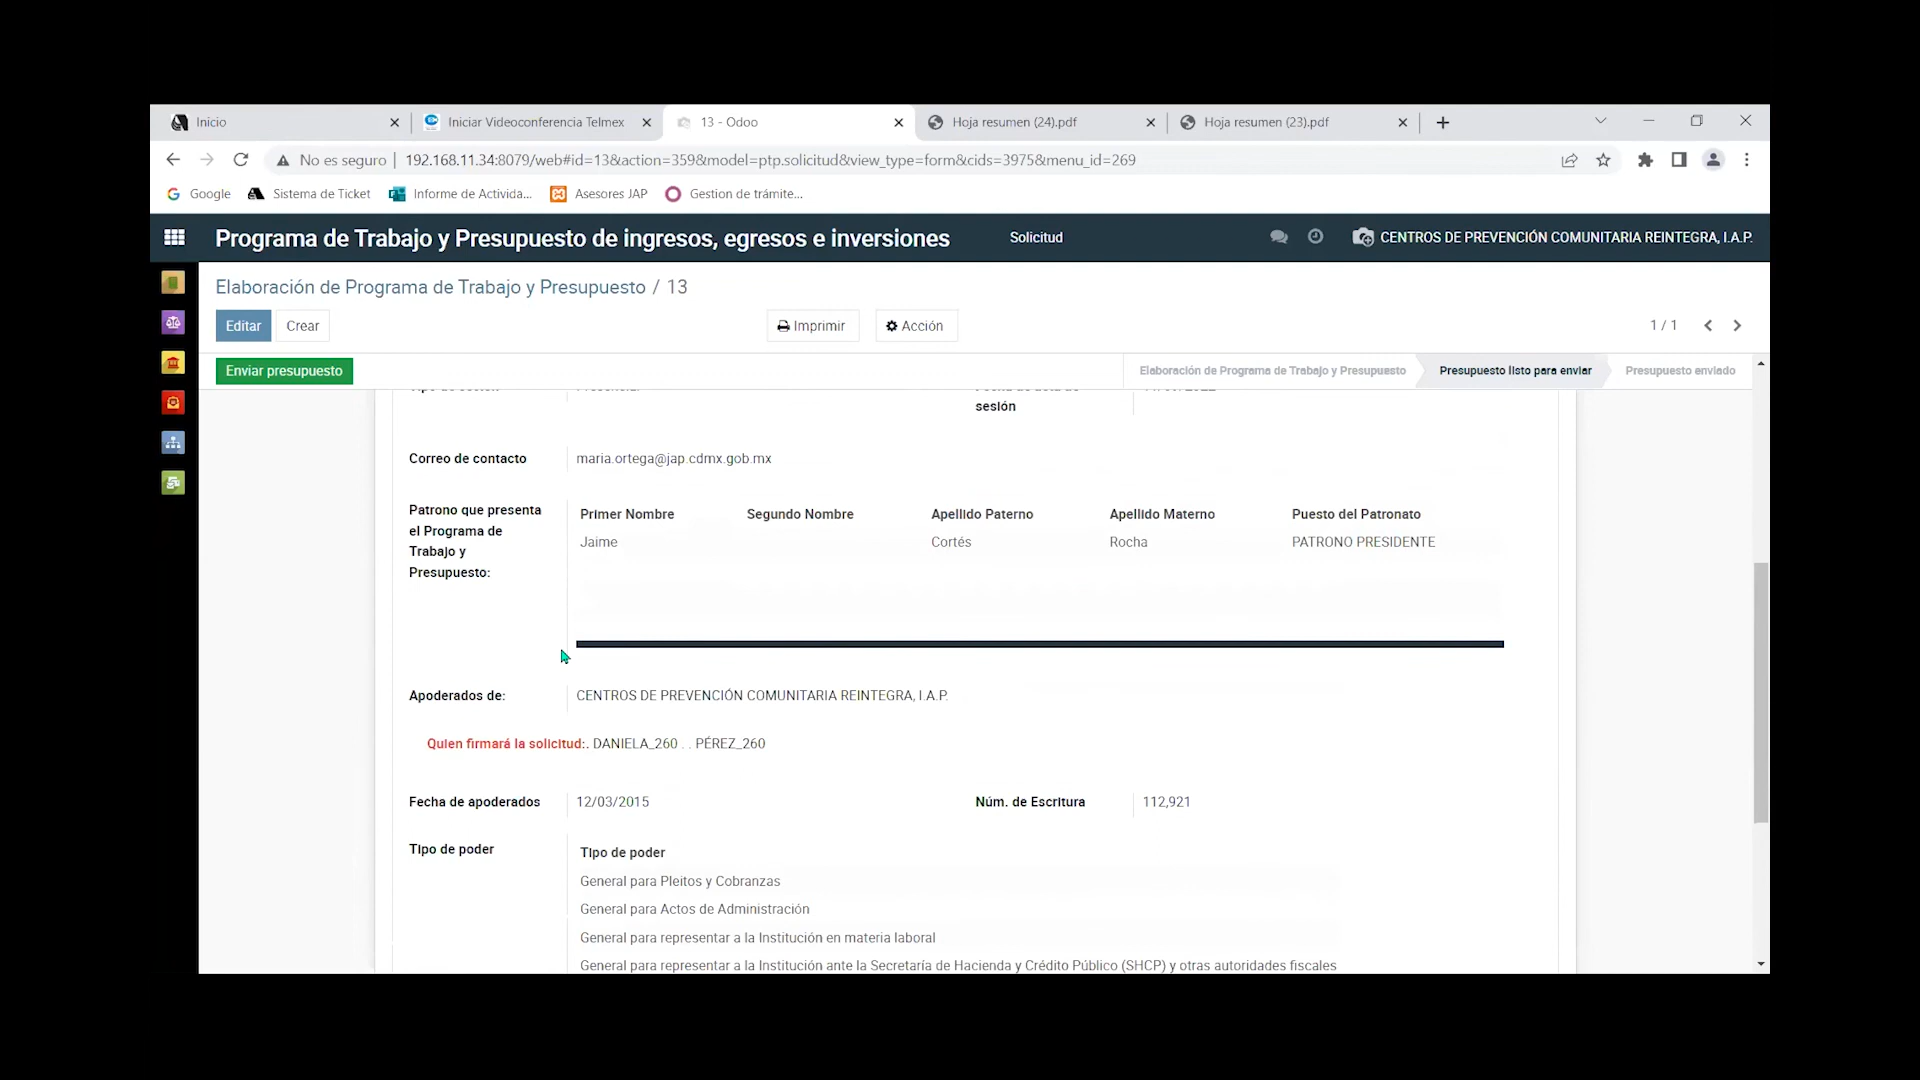 Inicio
Iniciar Videoconferencia Telmex
13 - Odoo
Hoja resumen (24).pdf
Hoja resumen (23).pdf
No es seguro | 192.168.11.34:8079/web#id=13&action=359&model=ptp.solicitud&view_type=form&cids=3975&menu_id=269
Google Sistema de Ticket Informe de Activida... Asesores JAP Gestion de trámite...
Programa de Trabajo y Presupuesto de ingresos, egresos e inversiones Solicitud CENTROS DE PREVENCIÓN COMUNITARIA REINTEGRA, I.A.P.
Elaboración de Programa de Trabajo y Presupuesto / 13
Editar Crear Imprimir Acción 1 / 1
Enviar presupuesto Elaboración de Programa de Trabajo y Presupuesto Presupuesto listo para enviar Presupuesto enviado
sesión
Correo de contacto maria.ortega@jap.cdmx.gob.mx
Patrono que presenta
el Programa de
Trabajo y
Presupuesto:
Primer Nombre Segundo Nombre Apellido Paterno Apellido Materno Puesto del Patronato
Jaime Cortés Rocha PATRONO PRESIDENTE
Apoderados de: CENTROS DE PREVENCIÓN COMUNITARIA REINTEGRA, I.A.P.
Quien firmará la solicitud:. DANIELA_260 . . PÉREZ_260
Fecha de apoderados 12/03/2015 Núm. de Escritura 112,921
Tipo de poder Tipo de poder
General para Pleitos y Cobranzas
General para Actos de Administración
General para representar a la Institución en materia laboral
General para representar a la Institución ante la Secretaría de Hacienda y Crédito Público (SHCP) y otras autoridades fiscales